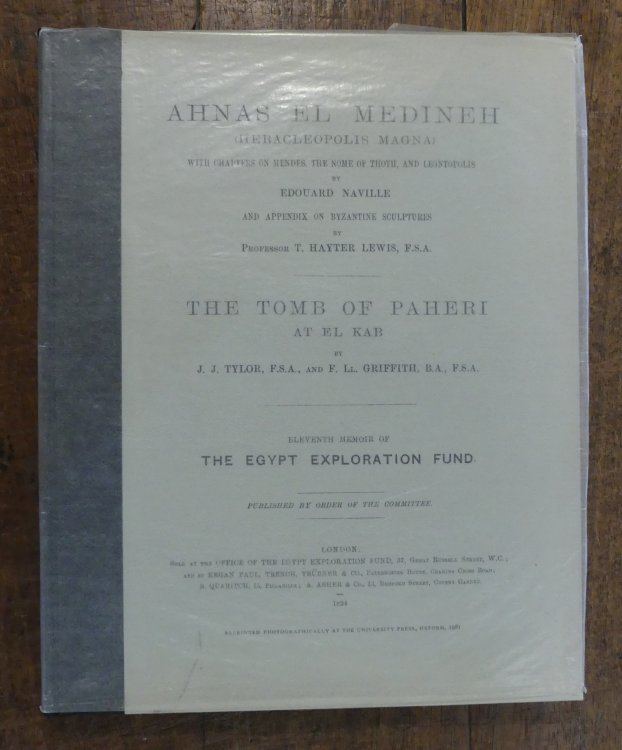 AHNAS EL MEDINEH
(HERACLEOPOLIS MAGNA)
WITH CHAPTERS ON MENDES, THE NOME OF THOTH, AND LEONTOPOLIS
BY
EDOUARD NAVILLE
AND APPENDIX ON BYZANTINE SCULPTURES
BY
PROFESSOR T. HAYTER LEWIS, F.S.A.
THE TOMB OF PAHERI
AT EL KAB
BY
J. J. TYLOR, F.S.A., AND F. LL. GRIFFITH, B.A., F.S.A.
ELEVENTH MEMOIR OF
THE EGYPT EXPLORATION FUND.
PUBLISHED BY ORDER OF THE COMMITTEE.
LONDON:
SOLD AT THE OFFICE OF THE EGYPT EXPLORATION FUND, 37, GREAT RUSSELL STREET, W.C.;
AND BY KEGAN PAUL, TRENCH, TRÜBNER & CO., PATERNOSTER HOUSE, CHARING CROSS ROAD;
B. QUARITCH, 15, PICCADILLY; A. ASHER & CO., 13, BEDFORD STREET, COVENT GARDEN.
1894
REPRINTED PHOTOGRAPHICALLY AT THE UNIVERSITY PRESS, OXFORD,